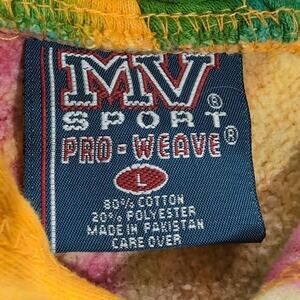 MV®
SPORT
PRO-WEAVE®
L
80% COTTON
20% POLYESTER
MADE IN PAKISTAN
CARE OVER